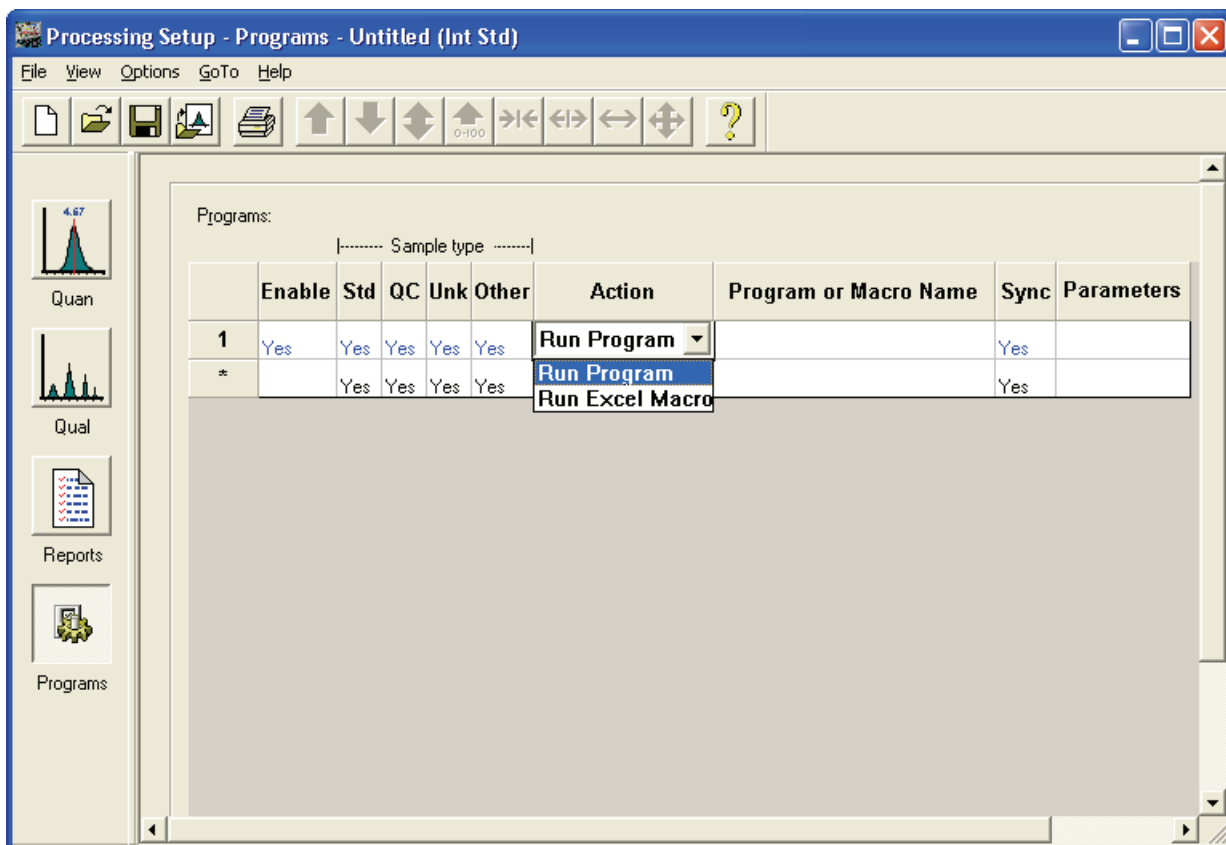 Processing Setup - Programs - Untitled (Int Std)
File View Options GoTo Help
0-100
Programs:
|--------- Sample type --------|
Enable Std QC Unk Other Action Program or Macro Name Sync Parameters
1 Yes Yes Yes Yes Yes Run Program Yes
* Yes Yes Yes Yes
Run Program
Run Excel Macro
4.67
Quan
Qual
Reports
Programs